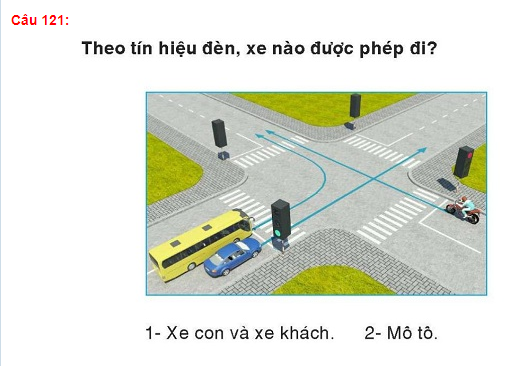 Câu 121:
Theo tín hiệu đèn, xe nào được phép đi?
1- Xe con và xe khách. 2- Mô tô.